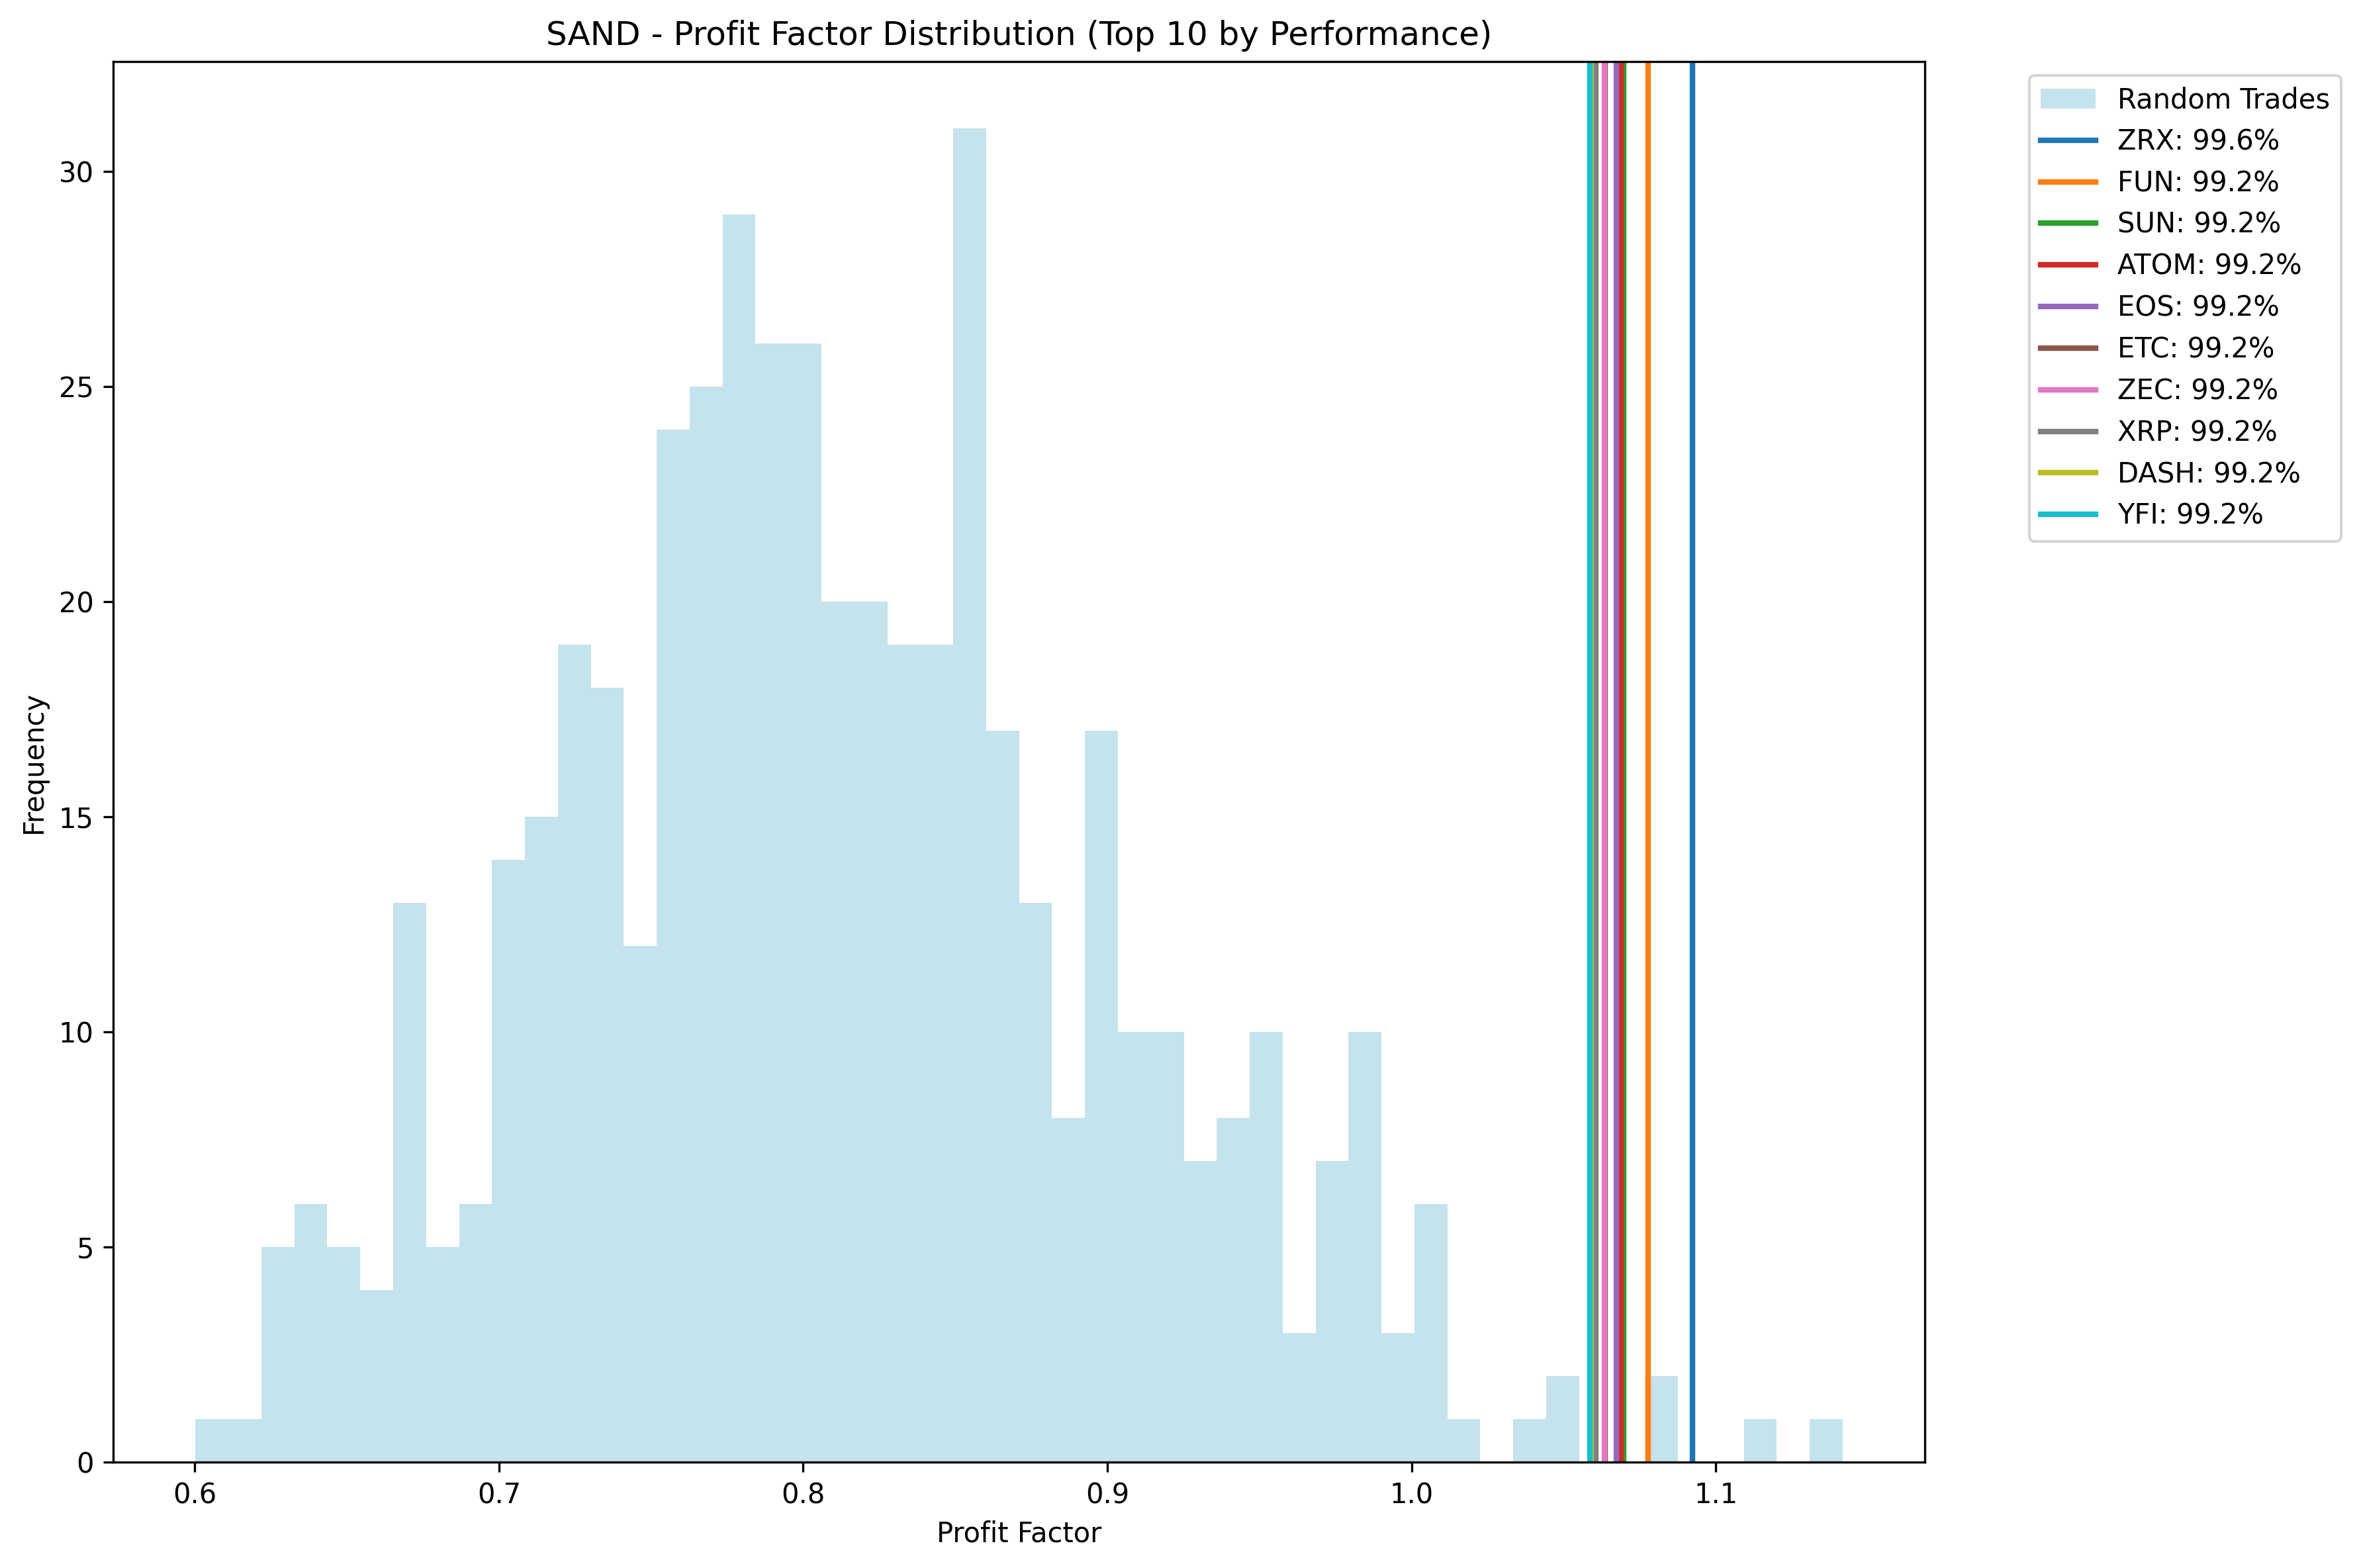 SAND - Profit Factor Distribution (Top 10 by Performance)
Random Trades
ZRX: 99.6%
FUN: 99.2%
SUN: 99.2%
ATOM: 99.2%
EOS: 99.2%
ETC: 99.2%
ZEC: 99.2%
XRP: 99.2%
DASH: 99.2%
YFI: 99.2%
Frequency
30
25
20
15
10
5
0
0.6 0.7 0.8 0.9 1.0 1.1
Profit Factor